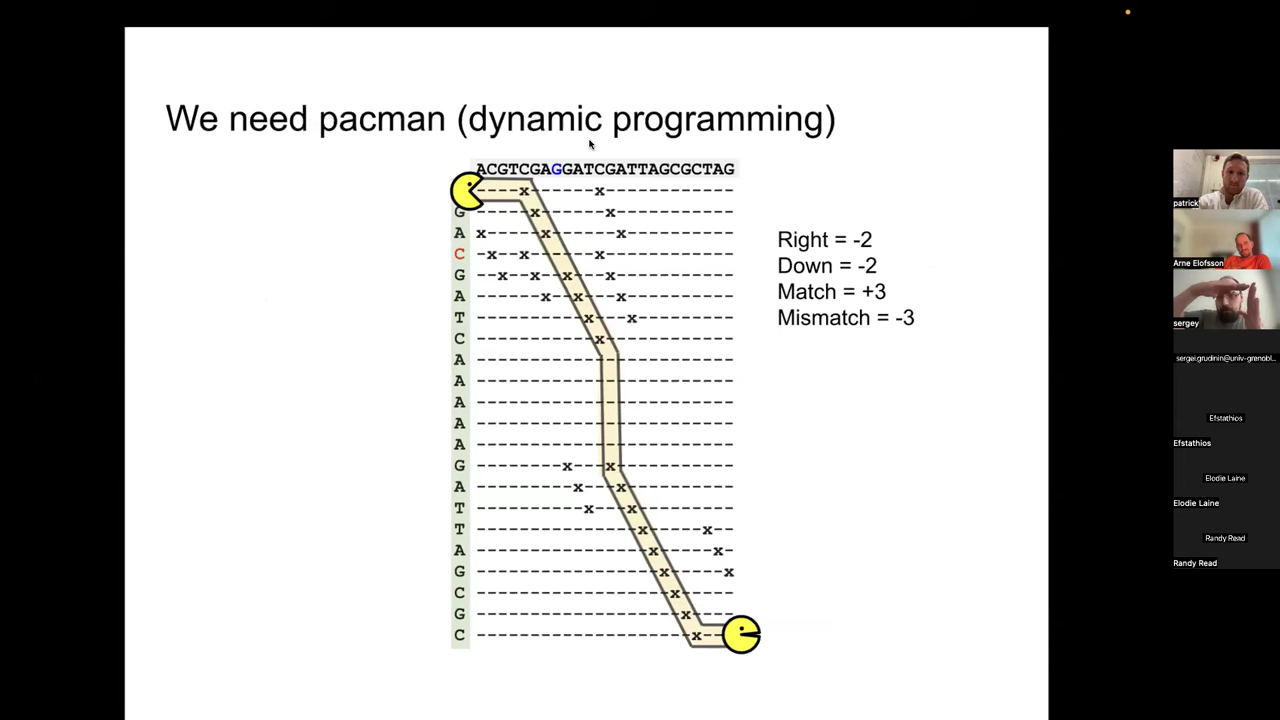 We need pacman (dynamic programming)
ACGTCGAGGATCGATTAGCGCTAG
----x------x------------
G -----x------x-----------
A x-----x------x----------
C -x--x------x------------
G --x--x--x---x-----------
A ------x--x---x----------
T ----------x---x---------
C -----------x------------
A ------------------------
A ------------------------
A ------------------------
A ------------------------
A ------------------------
G --------x---x-----------
A ---------x---x----------
T ----------x---x---------
T ---------------x-----x--
A ----------------x-----x-
G -----------------x-----x
C ------------------x-----
G -------------------x----
C --------------------x---
Right = -2
Down = -2
Match = +3
Mismatch = -3
patrick
Arne Elofsson
sergey
sergei.grudinin@univ-grenobl...
Efstathios
Efstathios
Elodie Laine
Elodie Laine
Randy Read
Randy Read